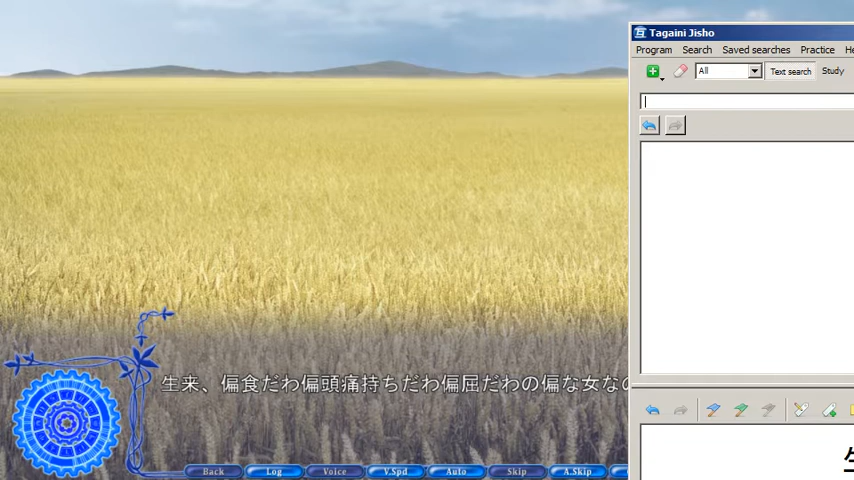 Tagaini Jisho
Program Search Saved searches Practice He
All Text search Study
生来、偏食だわ偏頭痛持ちだわ偏屈だわの偏な女なの
Back Log Voice V.Spd Auto Skip A.Skip